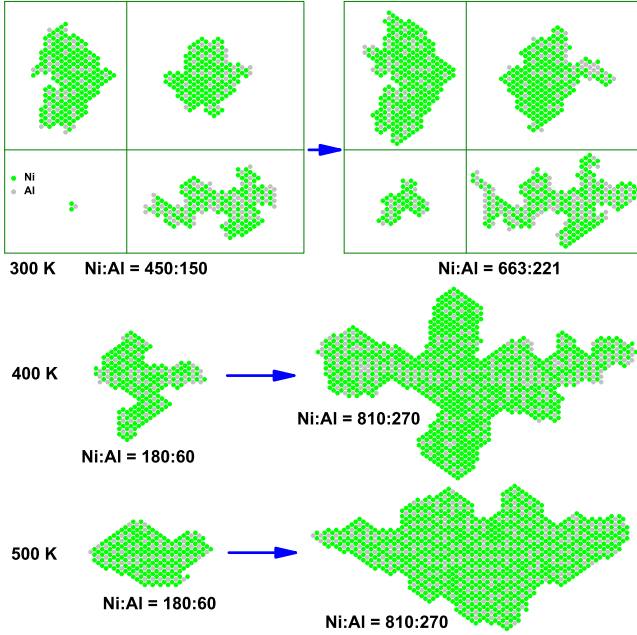 Ni
Al
300 K
Ni:Al = 450:150
Ni:Al = 663:221
400 K
Ni:Al = 180:60
Ni:Al = 810:270
500 K
Ni:Al = 180:60
Ni:Al = 810:270